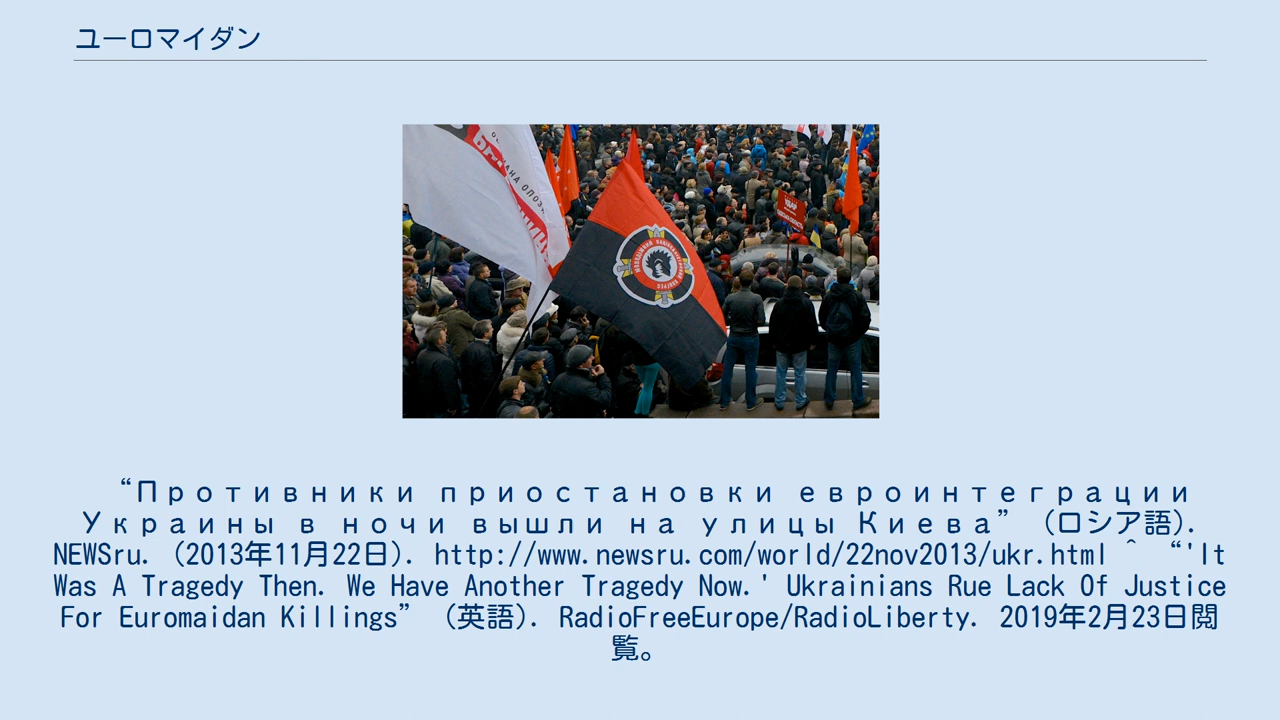 ユーロマイダン
УДАР
“Противники приостановки евроинтеграции
Украины в ночи вышли на улицы Киева” (ロシア語).
NEWSru. (2013年11月22日). http://www.newsru.com/world/22nov2013/ukr.html ^ “'It
Was A Tragedy Then. We Have Another Tragedy Now.' Ukrainians Rue Lack Of Justice
For Euromaidan Killings” (英語). RadioFreeEurope/RadioLiberty. 2019年2月23日閲
覧。